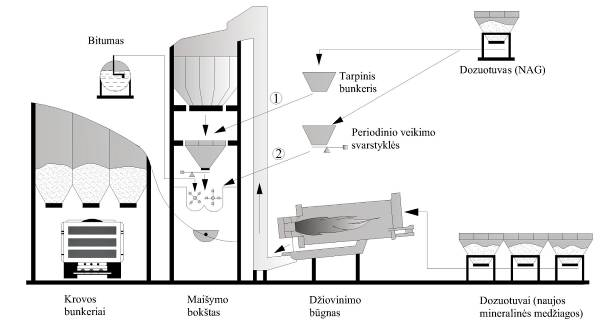 Bitumas
Dozuotuvas (NAG)
Tarpinis
bunkeris
①
Periodinio veikimo
svarstyklės
②
Krovos
bunkeriai
Maišymo
bokštas
Džiovinimo
būgnas
Dozuotuvai (naujos
mineralinės medžiagos)